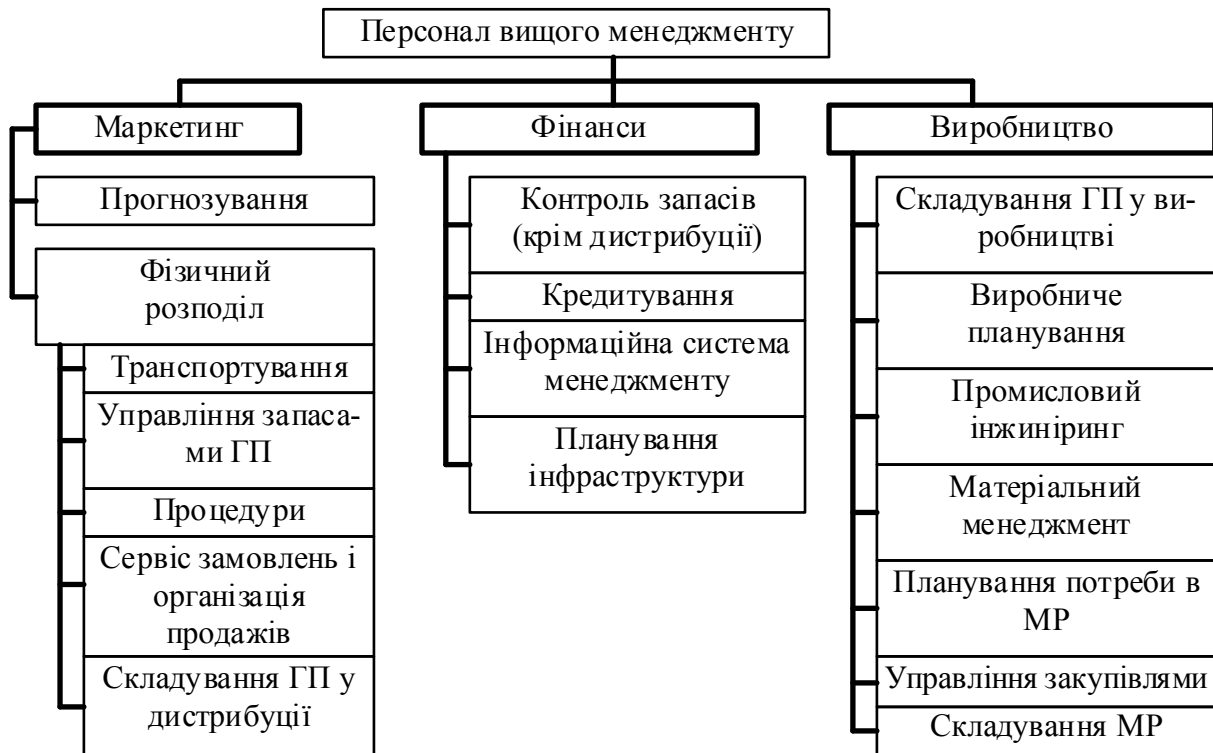 Персонал вищого менеджменту
Маркетинг
Прогнозування
Фізичний
розподіл
Транспортування
Управління запаса-
ми ГП
Процедури
Сервіс замовлень і
організація
продажів
Складування ГП у
дистрибуції
Фінанси
Контроль запасів
(крім дистрибуції)
Кредитування
Інформаційна система
менеджменту
Планування
інфраструктури
Виробництво
Складування ГП у ви-
робництві
Виробниче
планування
Промисловий
інжиніринг
Матеріальний
менеджмент
Планування потреби в
МР
Управління закупівлями
Складування МР